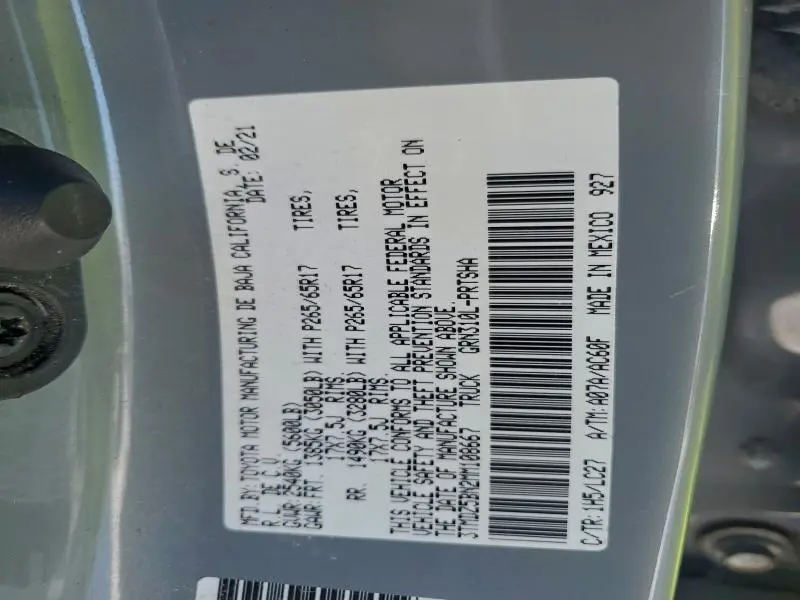 MFD.BY:TOYOTA MOTOR MANUFACTURING DE BAJA CALIFORNIA, S. DE
R.L. DE C.V. DATE: 02/21
GVWR:2540KG(5600LB)
GAWR:FRT. 1385KG (3050LB) WITH P265/65R17 TIRES,
17X7.5J RIMS,
RR. 1490KG (3280LB) WITH P265/65R17 TIRES,
17X7.5J RIMS.
THIS VEHICLE CONFORMS TO ALL APPLICABLE FEDERAL MOTOR
VEHICLE SAFETY AND THEFT PREVENTION STANDARDS IN EFFECT ON
THE DATE OF MANUFACTURE SHOWN ABOVE.
3TMDZ5BN2MM108667 TRUCK GRN310L-PRTSHA
C/TR:1H5/LC27 A/TM:A07A/AC60F MADE IN MEXICO 927